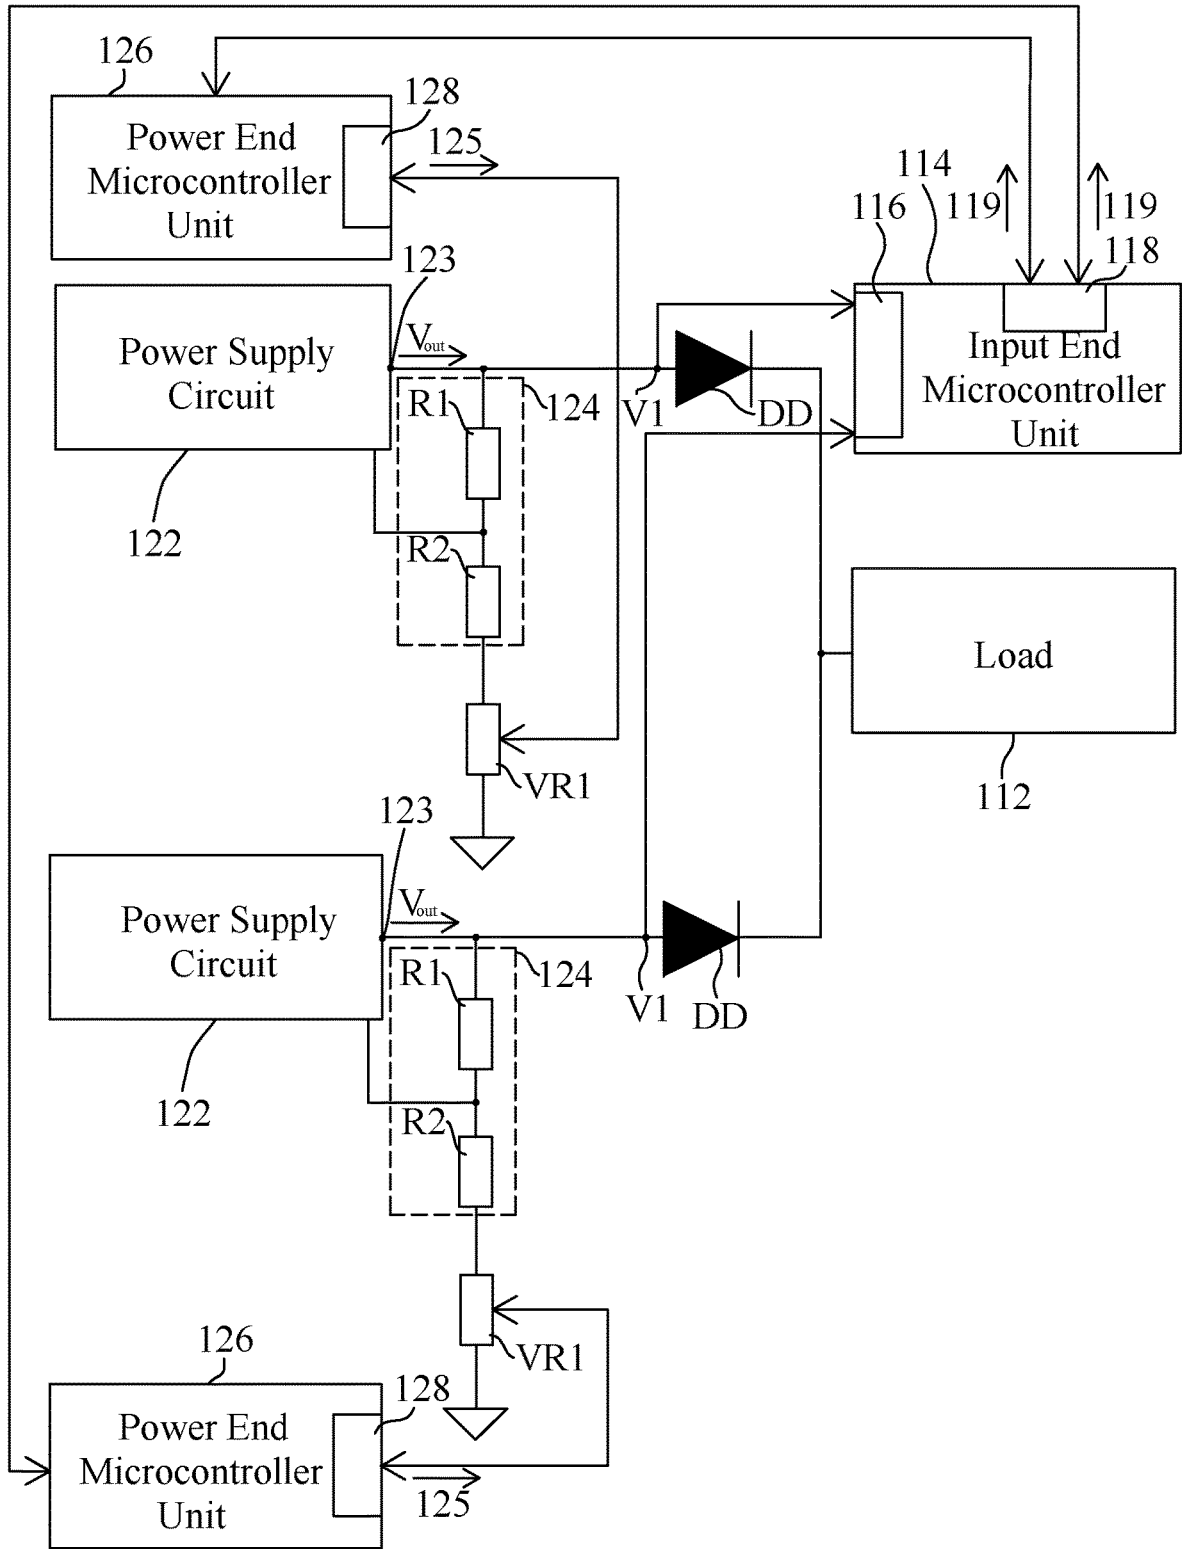 126
128
Power End
Microcontroller
Unit
125
114
116
119
119
118
123
Power Supply
Circuit
Vout
R1
124
V1
DD
Input End
Microcontroller
Unit
122
R2
Load
VR1
112
123
Power Supply
Circuit
Vout
R1
124
V1
DD
122
R2
VR1
126
128
Power End
Microcontroller
Unit
125